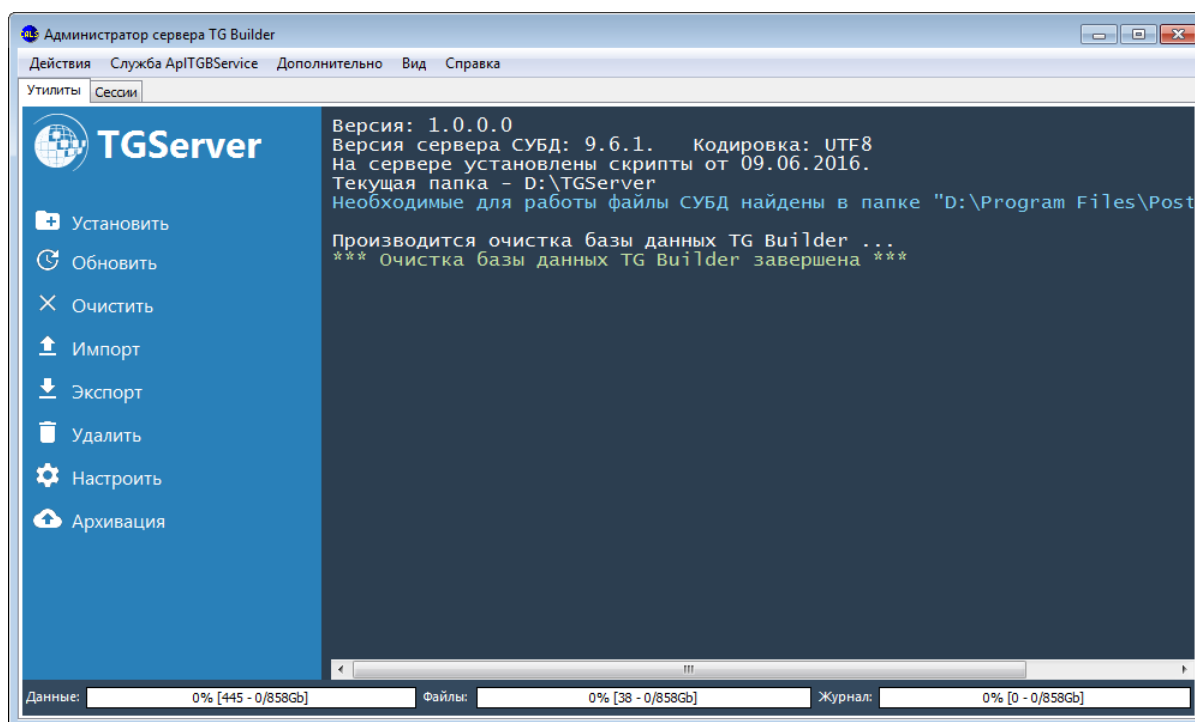 CALS Администратор сервера TG Builder
Действия Служба ApITGBService Дополнительно Вид Справка
Утилиты Сессии
TGServer
Установить
Обновить
Очистить
Импорт
Экспорт
Удалить
Настроить
Архивация
Версия: 1.0.0.0
Версия сервера СУБД: 9.6.1. Кодировка: UTF8
На сервере установлены скрипты от 09.06.2016.
Текущая папка – D:\TGServer
Необходимые для работы файлы СУБД найдены в папке "D:\Program Files\Post
Производится очистка базы данных TG Builder ...
*** Очистка базы данных TG Builder завершена ***
Данные: 0% [445 - 0/858Gb] Файлы: 0% [38 - 0/858Gb] Журнал: 0% [0 - 0/858Gb]